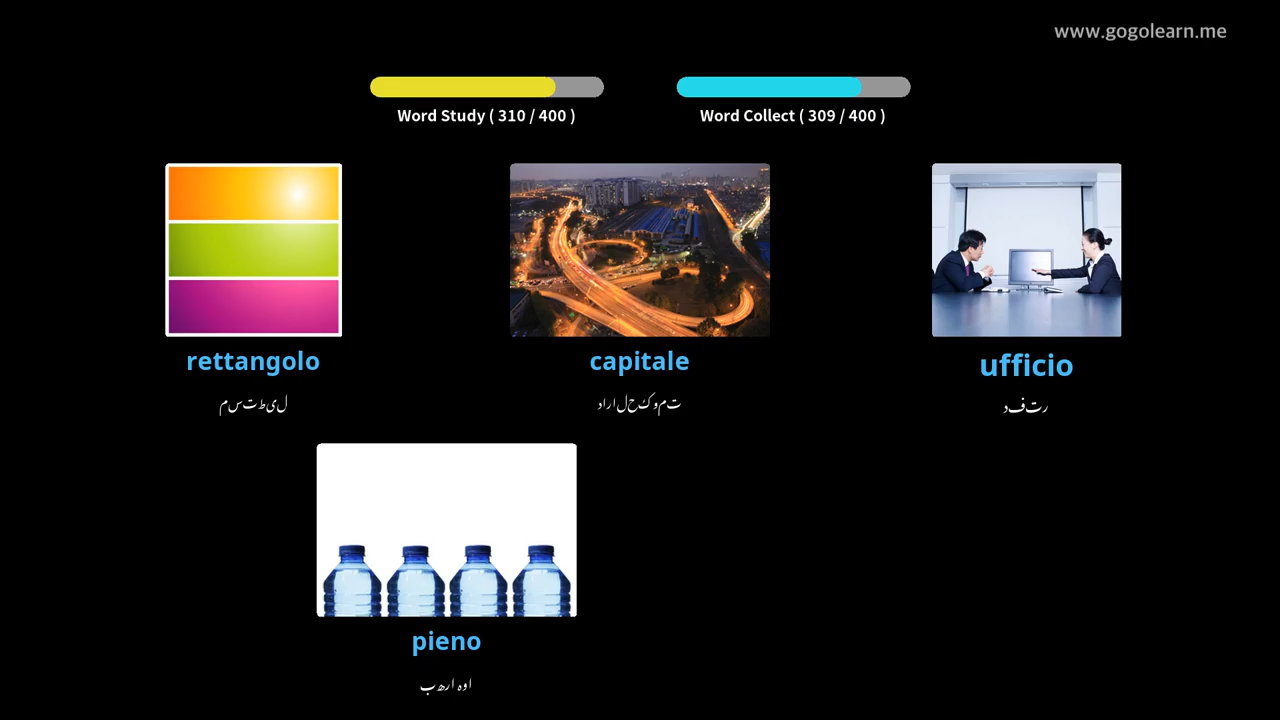 www.gogolearn.me
Word Study ( 310 / 400 )
Word Collect ( 309 / 400 )
rettangolo
مستطیل
capitale
دارالحکومت
ufficio
دفتر
pieno
بھرا ہوا